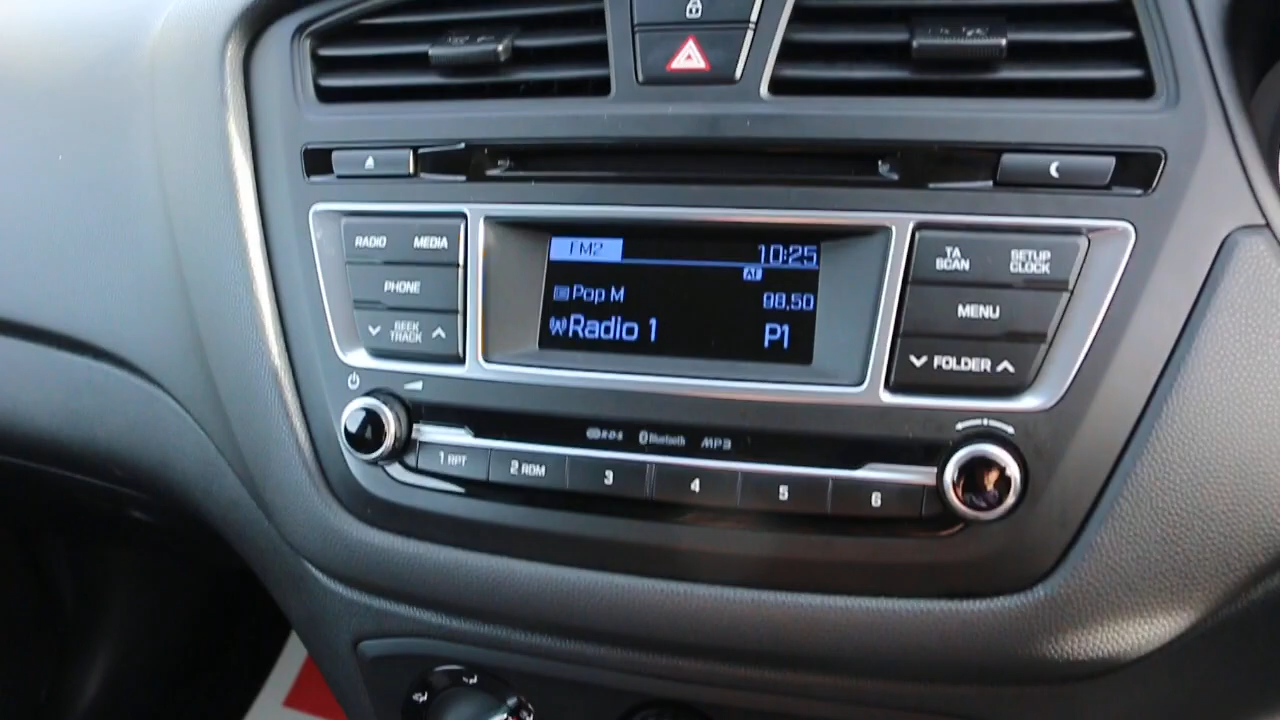 RADIO MEDIA
PHONE
SEEK
TRACK
FM2 10:25
AF
Pop M 98,50
Radio 1 P1
TA
SCAN
SETUP
CLOCK
MENU
FOLDER
RDS Bluetooth MP3
1 RPT 2 RDM 3 4 5 6